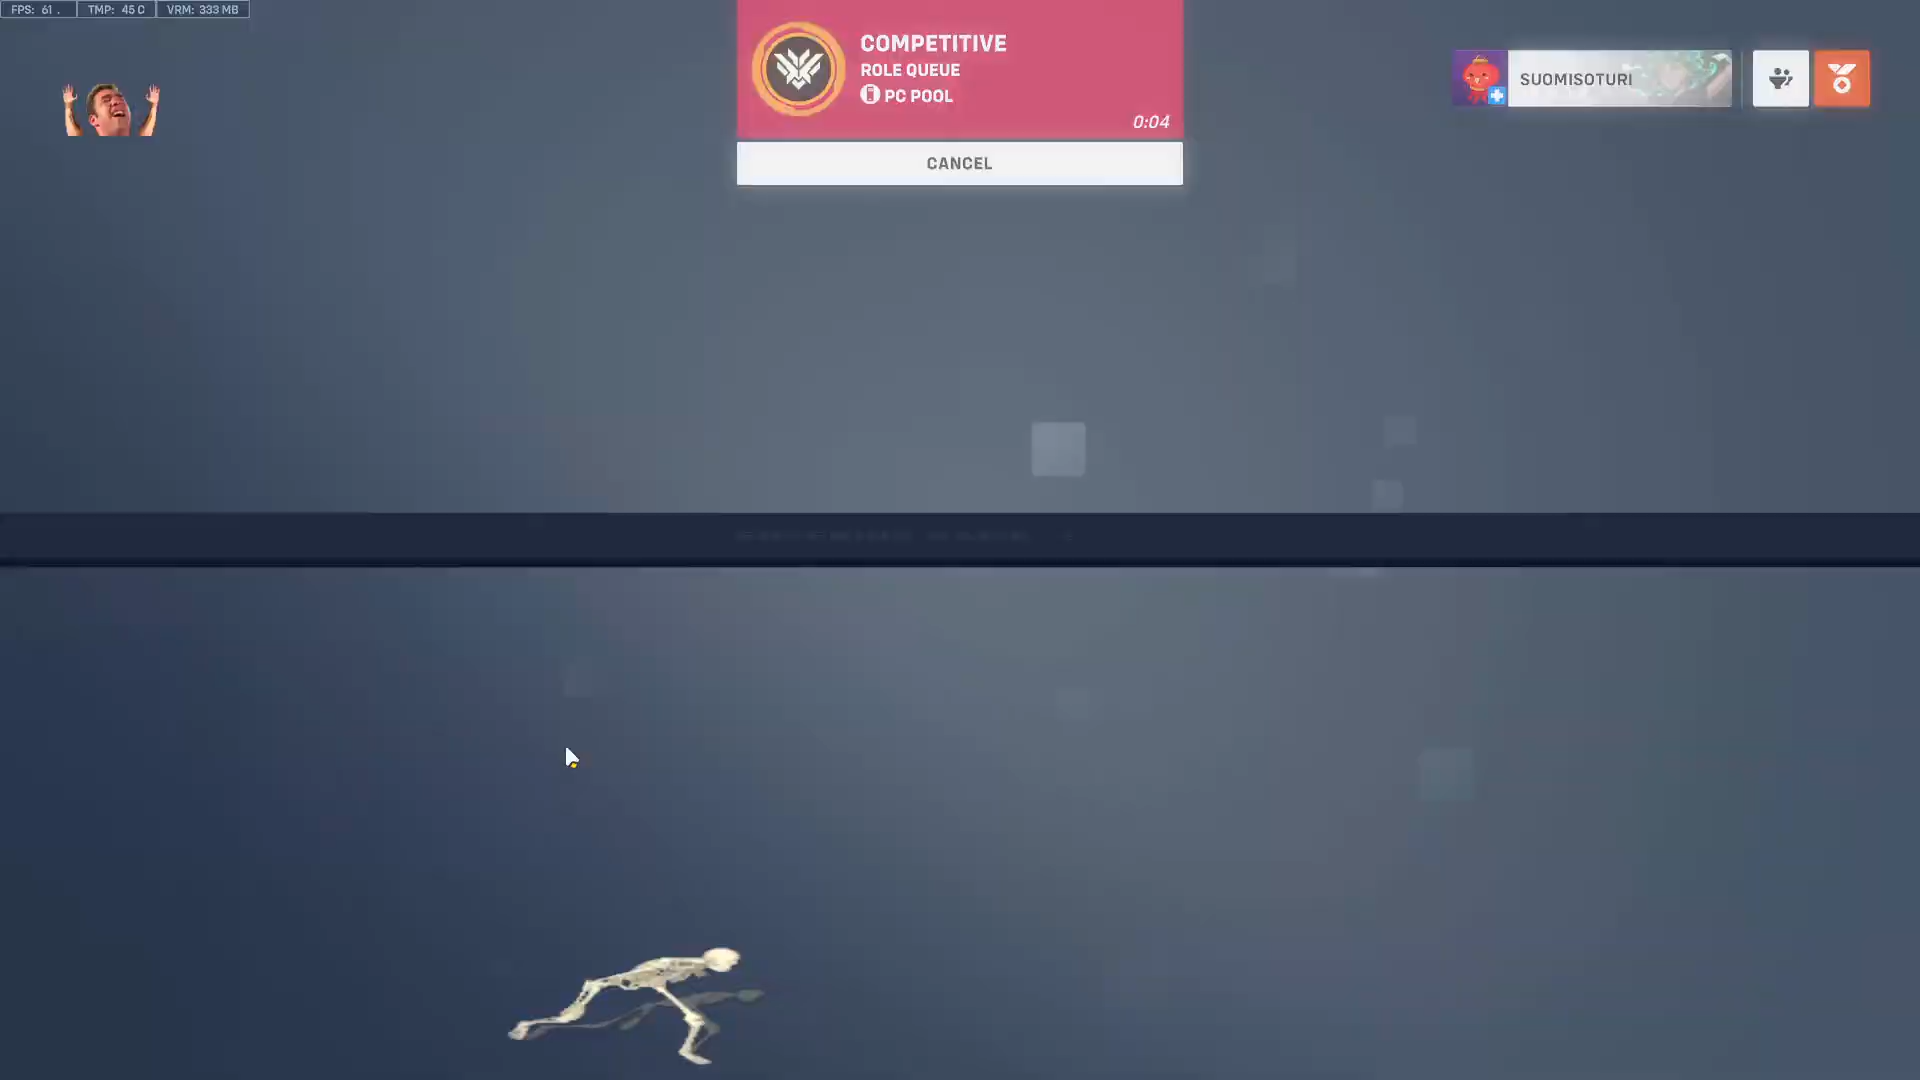 FPS: 61 .
TMP: 45 C
VRM: 333 MB
COMPETITIVE
ROLE QUEUE
PC POOL
0:04
CANCEL
SUOMISOTURI